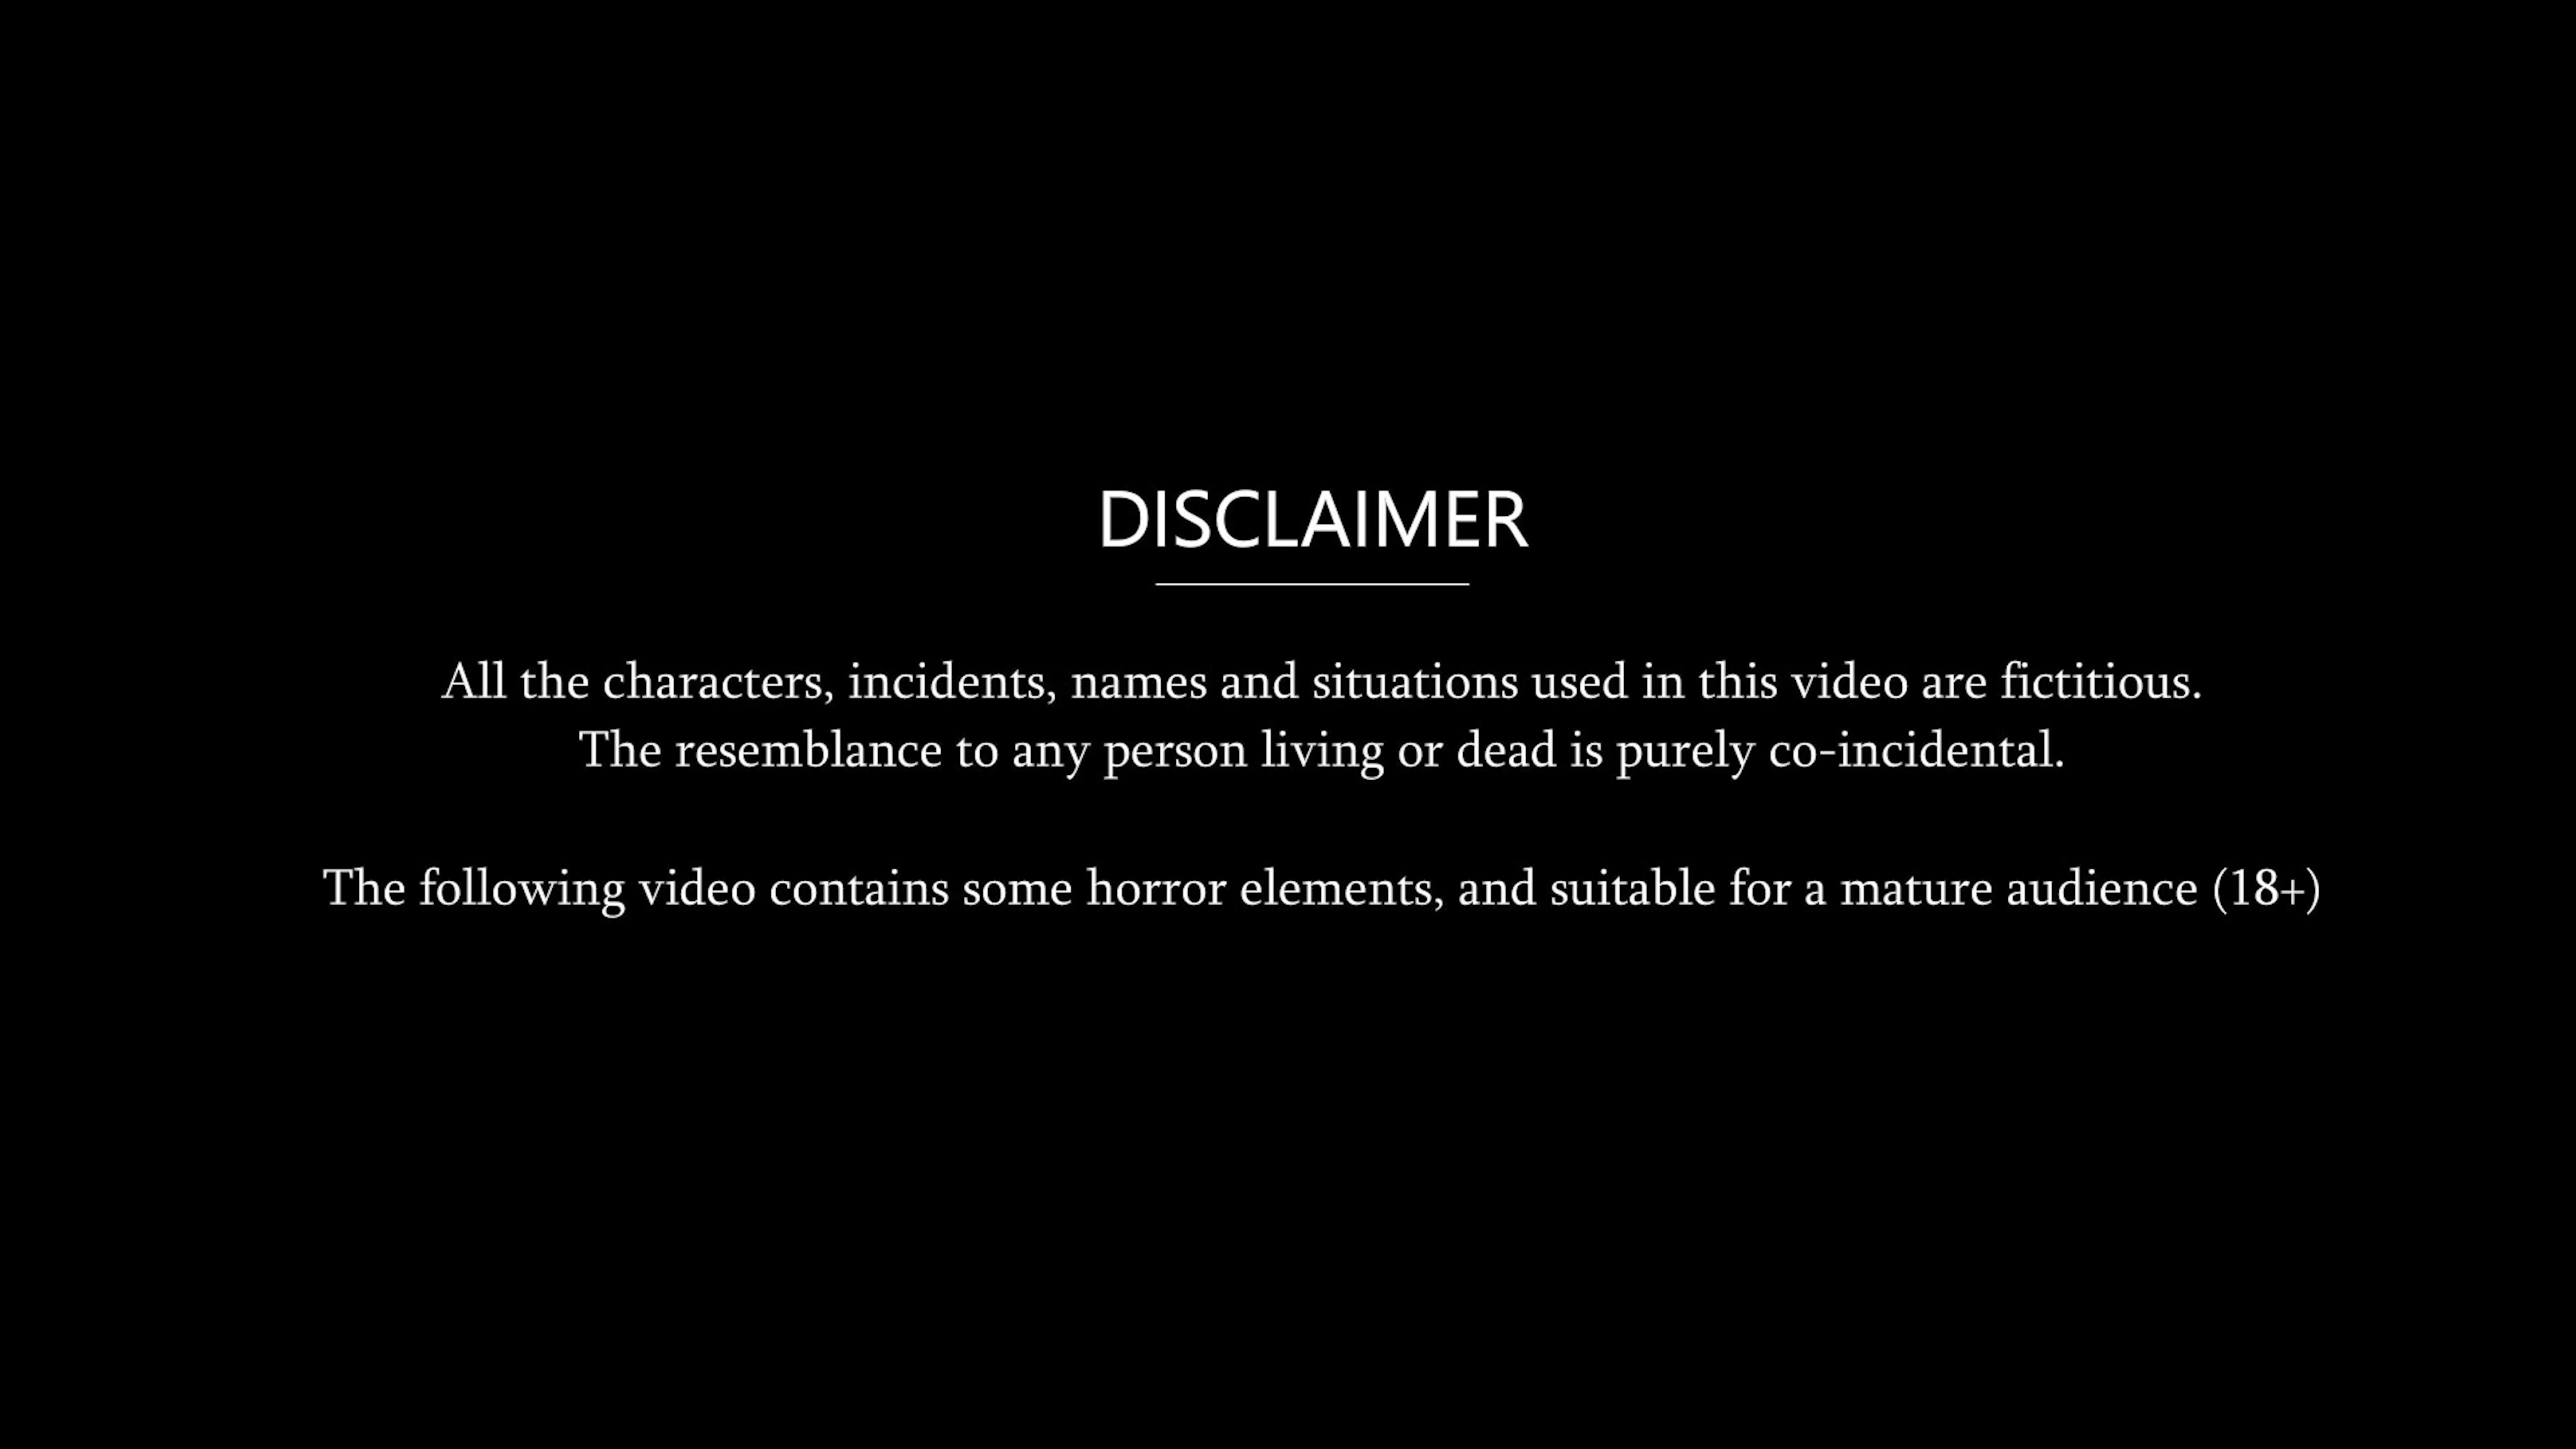 DISCLAIMER
All the characters, incidents, names and situations used in this video are fictitious.
The resemblance to any person living or dead is purely co-incidental.
The following video contains some horror elements, and suitable for a mature audience (18+)